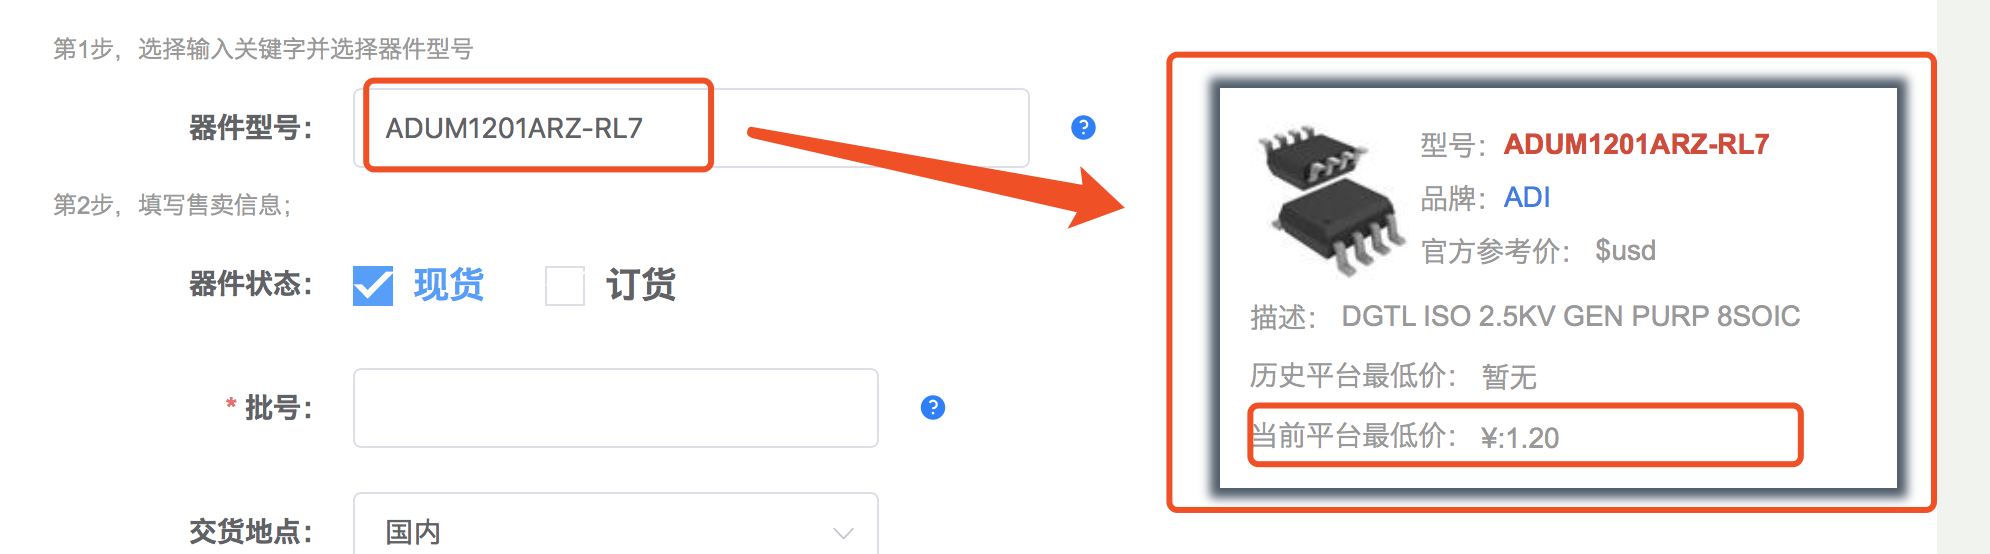 第1步，选择输入关键字并选择器件型号
器件型号：
ADUM1201ARZ-RL7
?
第2步，填写售卖信息；
器件状态：
现货
订货
* 批号：
?
交货地点：
国内
型号：ADUM1201ARZ-RL7
品牌：ADI
官方参考价： $usd
描述： DGTL ISO 2.5KV GEN PURP 8SOIC
历史平台最低价： 暂无
当前平台最低价： ¥:1.20